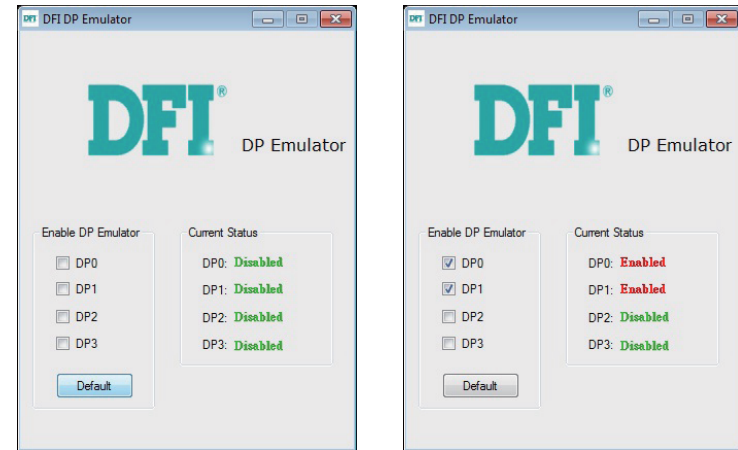 DFI DFI DP Emulator
DFI®
DP Emulator
Enable DP Emulator
DP0
DP1
DP2
DP3
Default
Current Status
DP0: Disabled
DP1: Disabled
DP2: Disabled
DP3: Disabled
DFI DFI DP Emulator
DFI®
DP Emulator
Enable DP Emulator
DP0
DP1
DP2
DP3
Default
Current Status
DP0: Enabled
DP1: Enabled
DP2: Disabled
DP3: Disabled